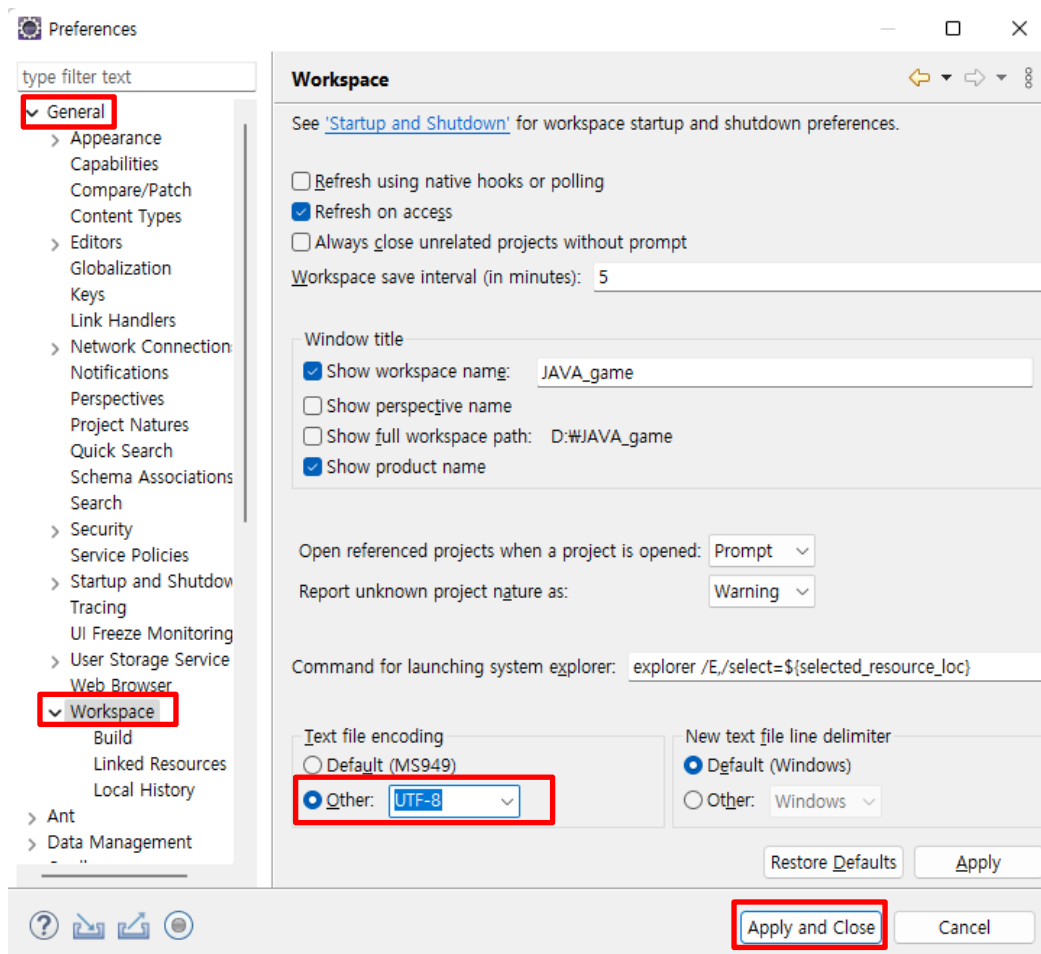 Preferences
type filter text
General
Appearance
Capabilities
Compare/Patch
Content Types
Editors
Globalization
Keys
Link Handlers
Network Connection
Notifications
Perspectives
Project Natures
Quick Search
Schema Associations
Search
Security
Service Policies
Startup and Shutdow
Tracing
UI Freeze Monitoring
User Storage Service
Web Browser
Workspace
Build
Linked Resources
Local History
Ant
Data Management
Workspace
See 'Startup and Shutdown' for workspace startup and shutdown preferences.
Refresh using native hooks or polling
Refresh on access
Always close unrelated projects without prompt
Workspace save interval (in minutes): 5
Window title
Show workspace name: JAVA_game
Show perspective name
Show full workspace path: D:₩JAVA_game
Show product name
Open referenced projects when a project is opened: Prompt
Report unknown project nature as: Warning
Command for launching system explorer: explorer /E,/select=${selected_resource_loc}
Text file encoding
Default (MS949)
Other: UTF-8
New text file line delimiter
Default (Windows)
Other: Windows
Restore Defaults Apply
Apply and Close Cancel